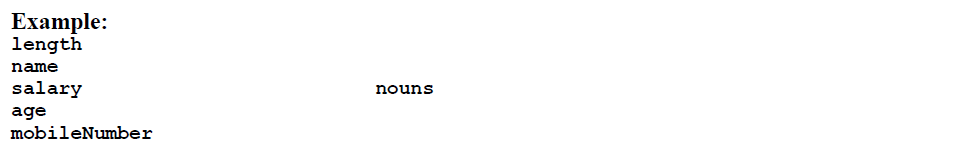 Example:
length
name
salary nouns
age
mobileNumber